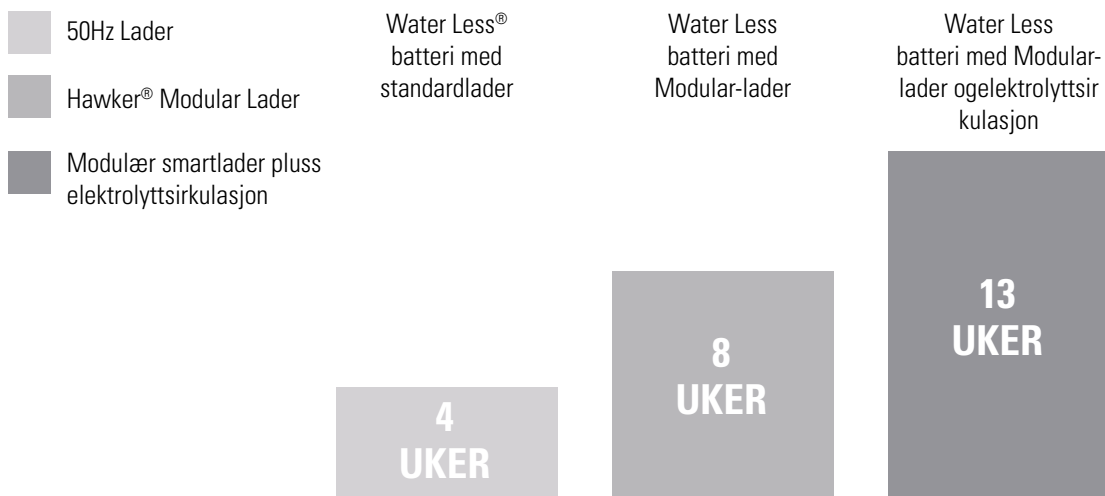 50Hz Lader
Hawker® Modular Lader
Modulær smartlader pluss
elektrolyttsirkulasjon
Water Less®
batteri med
standardlader
Water Less
batteri med
Modular-lader
Water Less
batteri med Modular-
lader ogelektrolyttsir
kulasjon
4
UKER
8
UKER
13
UKER